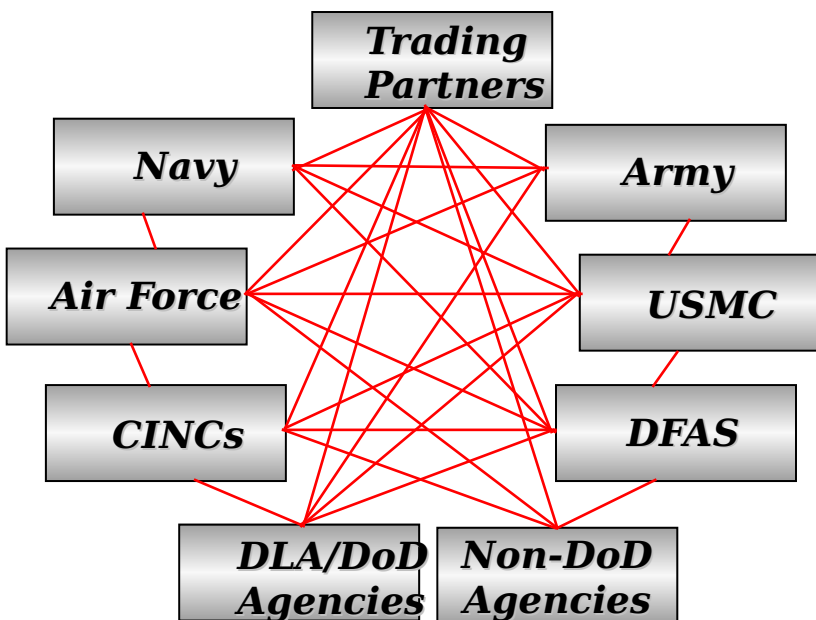 Trading
Partners
Navy
Army
Air Force
USMC
CINCs
DFAS
DLA/DoD
Agencies
Non-DoD
Agencies